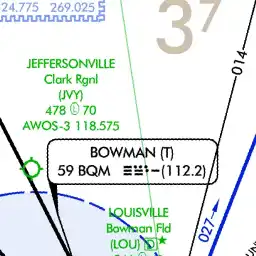 24.775 269.025
37
JEFFERSONVILLE
Clark Rgnl
(JVY)
478 Ⓛ 70
AWOS-3 118.575
014
BOWMAN (T)
59 BQM (112.2)
LOUISVILLE
Bowman Fld
(LOU) D
027